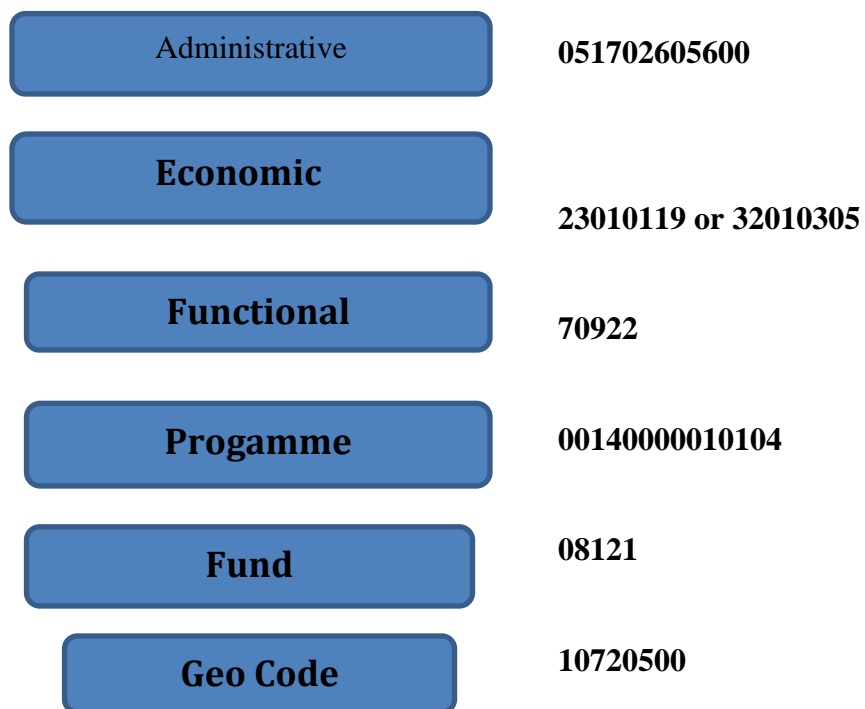 Administrative 051702605600
Economic
23010119 or 32010305
Functional
70922
Progamme 00140000010104
Fund 08121
Geo Code 10720500